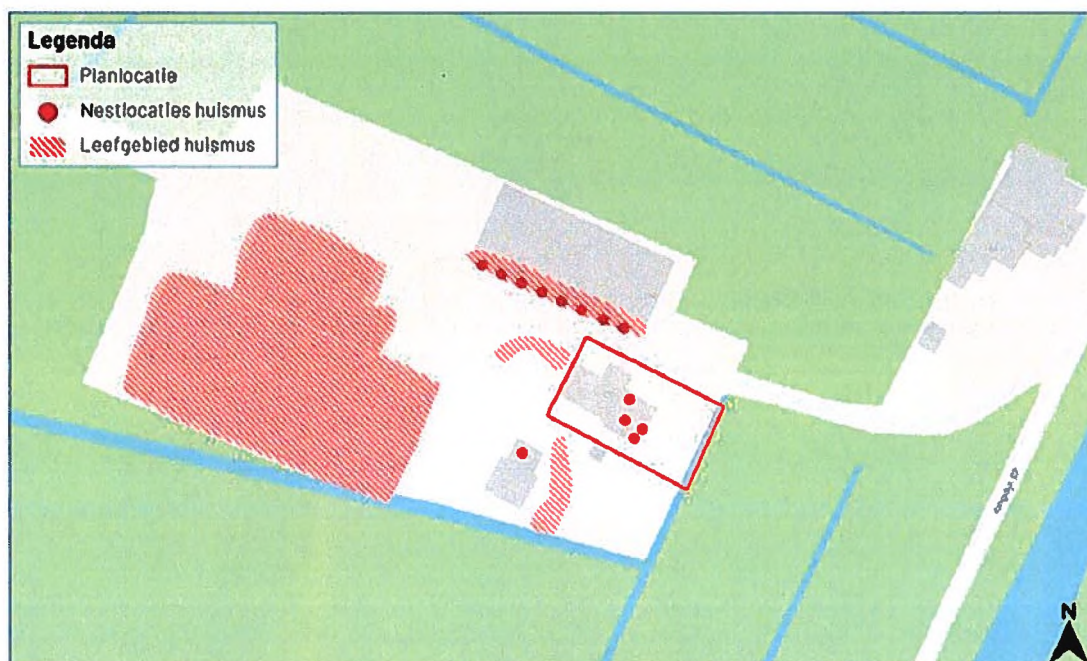 Legenda
Planlocatie
Nestlocaties huismus
Leefgebied huismus
N